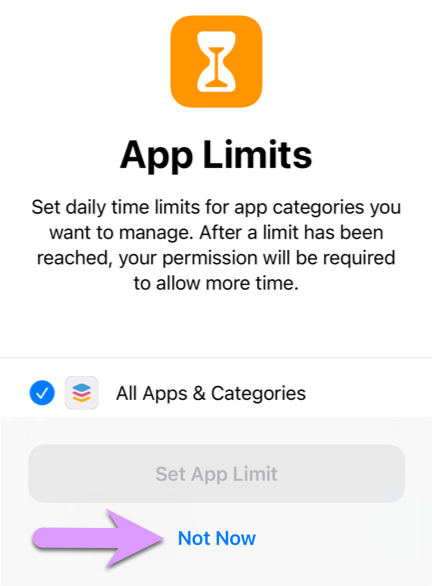 App Limits
Set daily time limits for app categories you
want to manage. After a limit has been
reached, your permission will be required
to allow more time.
All Apps & Categories
Set App Limit
Not Now